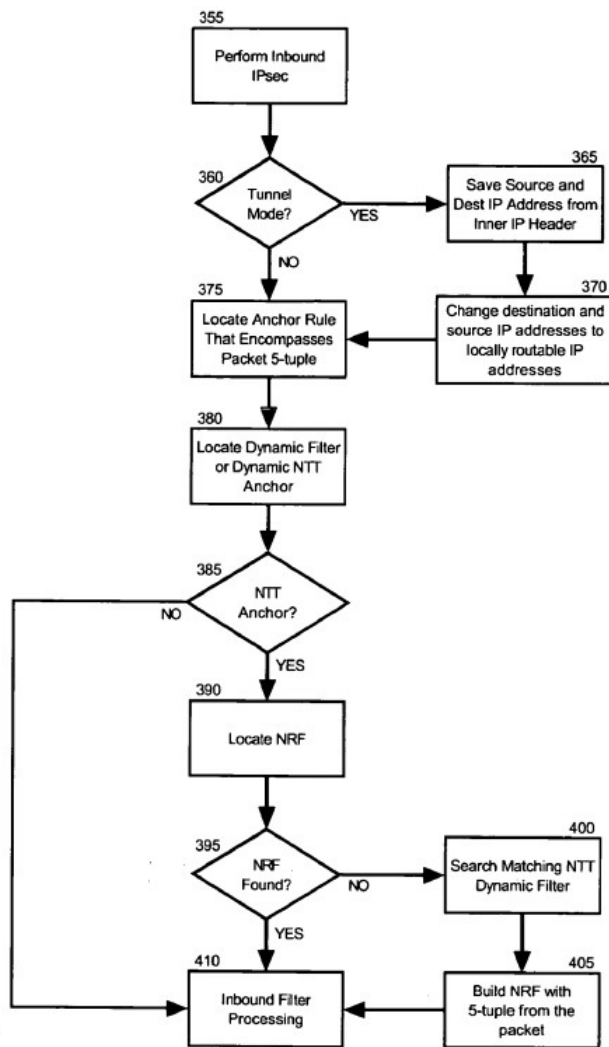 355
Perform Inbound
IPsec
360
Tunnel
Mode?
YES
NO
365
Save Source and
Dest IP Address from
Inner IP Header
370
Change destination and
source IP addresses to
locally routable IP
addresses
375
Locate Anchor Rule
That Encompasses
Packet 5-tuple
380
Locate Dynamic Filter
or Dynamic NTT
Anchor
385
NTT
Anchor?
NO
YES
390
Locate NRF
395
NRF
Found?
NO
YES
400
Search Matching NTT
Dynamic Filter
405
Build NRF with
5-tuple from the
packet
410
Inbound Filter
Processing